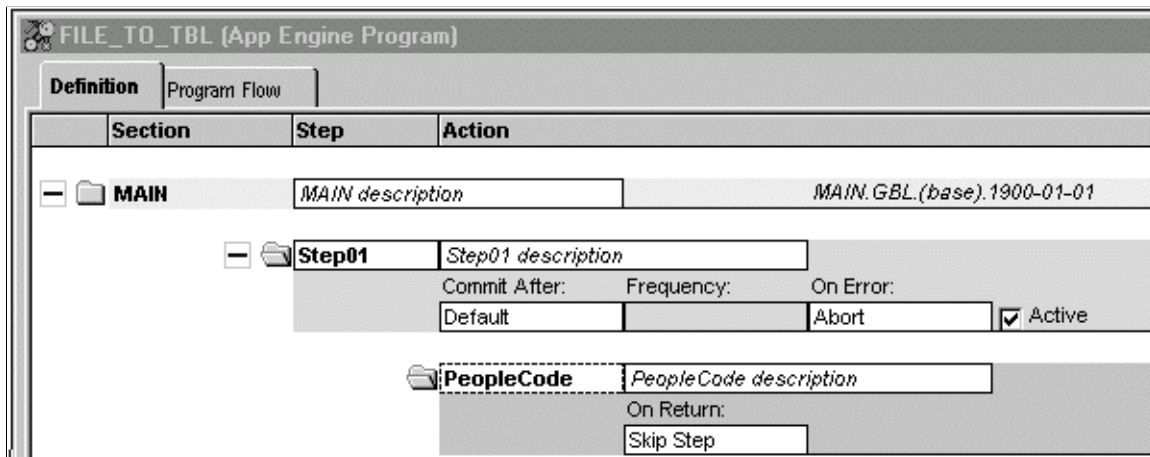 FILE_TO_TBL (App Engine Program)
Definition Program Flow
Section Step Action
MAIN MAIN description MAIN.GBL.(base).1900-01-01
Step01 Step01 description
Commit After: Frequency: On Error:
Default Abort Active
PeopleCode PeopleCode description
On Return:
Skip Step